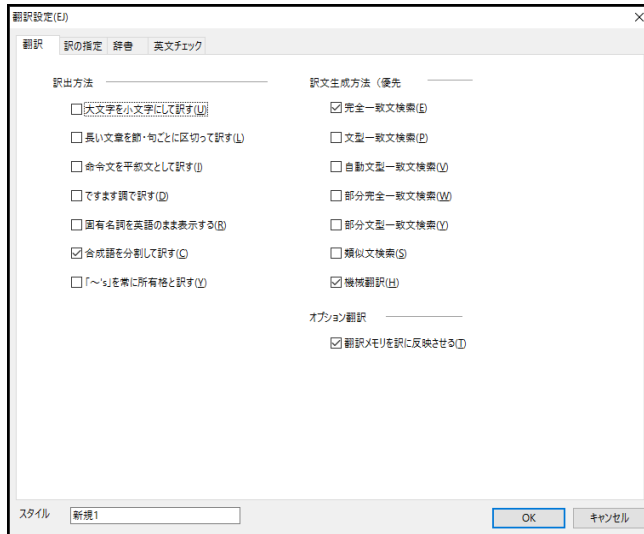 翻訳設定(EJ)
翻訳 訳の指定 辞書 英文チェック
訳出方法
大文字を小文字にして訳す(U)
長い文章を節・句ごとに区切って訳す(L)
命令文を平叙文として訳す(I)
ですます調で訳す(D)
固有名詞を英語のまま表示する(R)
合成語を分割して訳す(C)
「～'s」を常に所有格と訳す(Y)
訳文生成方法（優先
完全一致文検索(E)
文型一致文検索(P)
自動文型一致文検索(V)
部分完全一致文検索(W)
部分文型一致文検索(Y)
類似文検索(S)
機械翻訳(H)
オプション翻訳
翻訳メモリを訳に反映させる(T)
スタイル 新規1
OK キャンセル